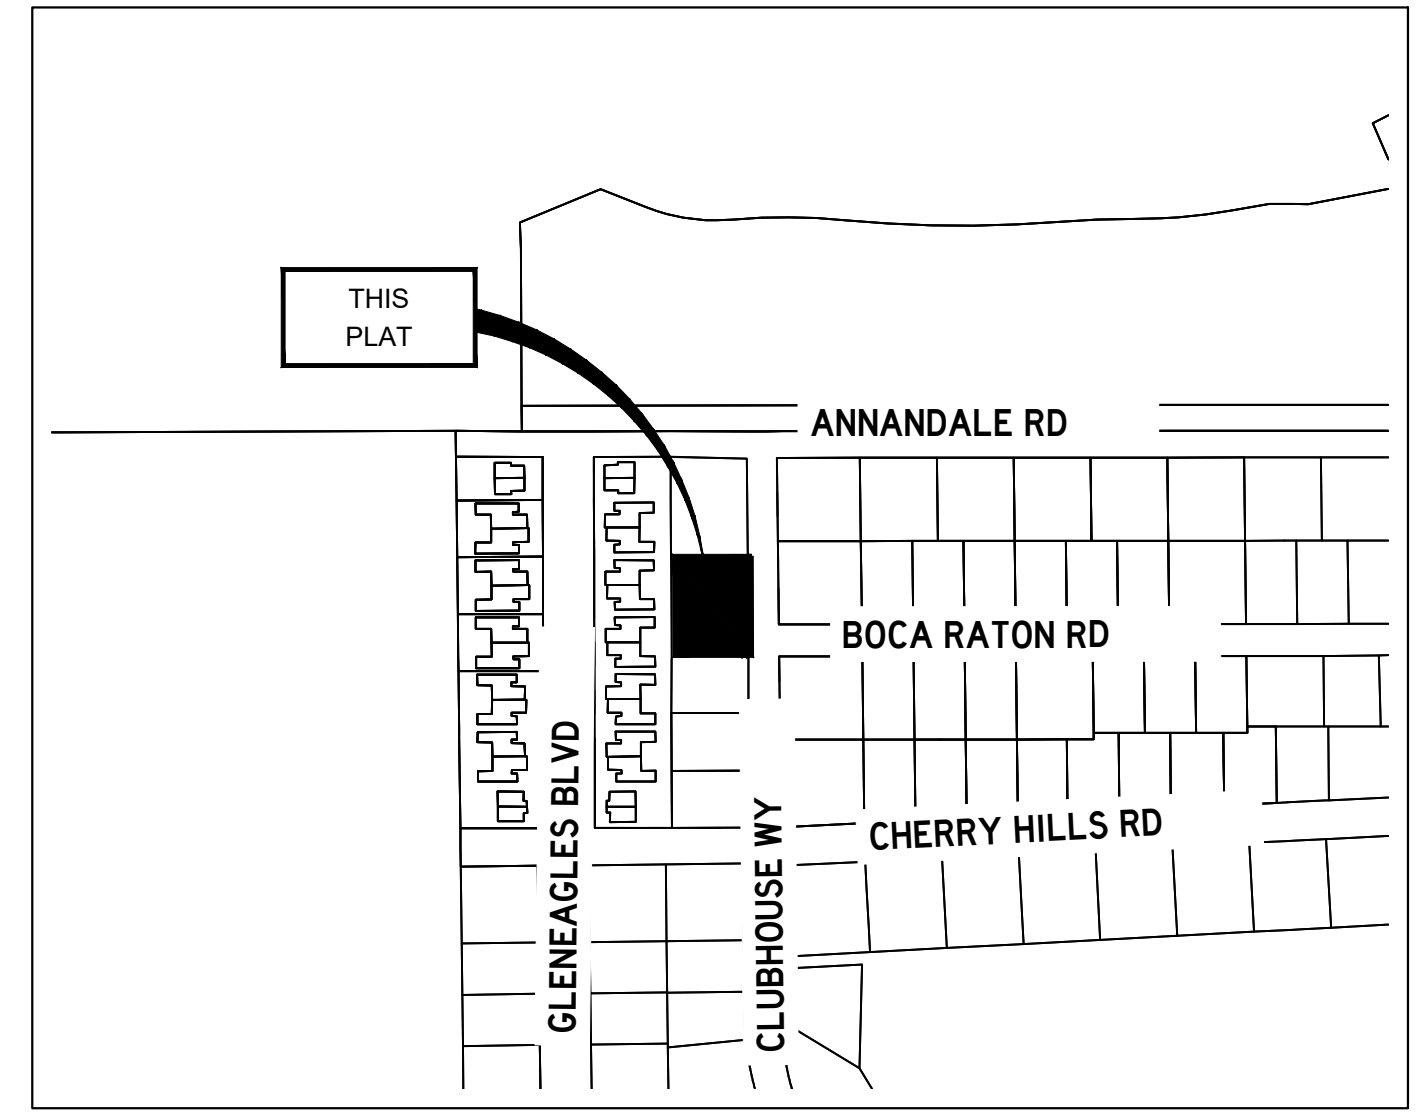 THIS
PLAT
ANNANDALE RD
BOCA RATON RD
GLENEAGLES BLVD
CLUBHOUSE WY
CHERRY HILLS RD